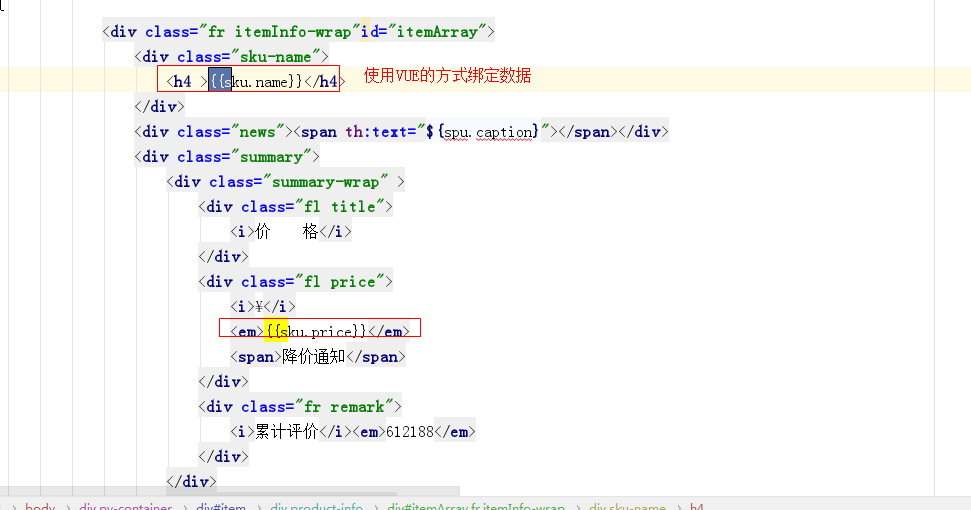 <div class="fr itemInfo-wrap"id="itemArray">
<div class="sku-name">
<h4 >{{sku.name}}</h4> 使用VUE的方式绑定数据
</div>
<div class="news"><span th:text="${spu.caption}"></span></div>
<div class="summary">
<div class="summary-wrap" >
<div class="fl title">
<i>价　　格</i>
</div>
<div class="fl price">
<i>¥</i>
<em>{{sku.price}}</em>
<span>降价通知</span>
</div>
<div class="fr remark">
<i>累计评价</i><em>612188</em>
</div>
</div>
body › div.py-container › div#item › div.product-info › div#itemArray.fr.itemInfo-wrap › div.sku-name › h4